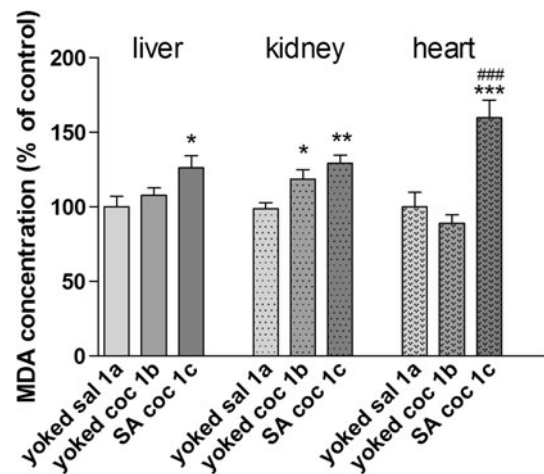 liver kidney heart
MDA concentration (% of control)
200
150
100
50
0
*
*
**
###
***
yoked sal 1a
yoked coc 1b
SA coc 1c
yoked sal 1a
yoked coc 1b
SA coc 1c
yoked sal 1a
yoked coc 1b
SA coc 1c